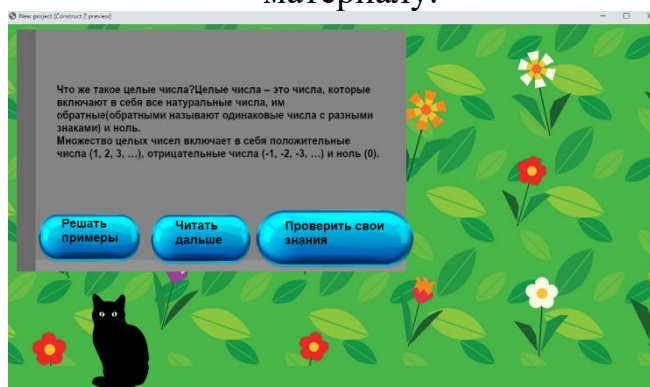 материалу.
New project (Construct 2 preview)
Что же такое целые числа?Целые числа – это числа, которые
включают в себя все натуральные числа, им
обратные(обратными называют одинаковые числа с разными
знаками) и ноль.
Множество целых чисел включает в себя положительные
числа (1, 2, 3, …), отрицательные числа (-1, -2, -3, …) и ноль (0).
Решать
примеры
Читать
дальше
Проверить свои
знания